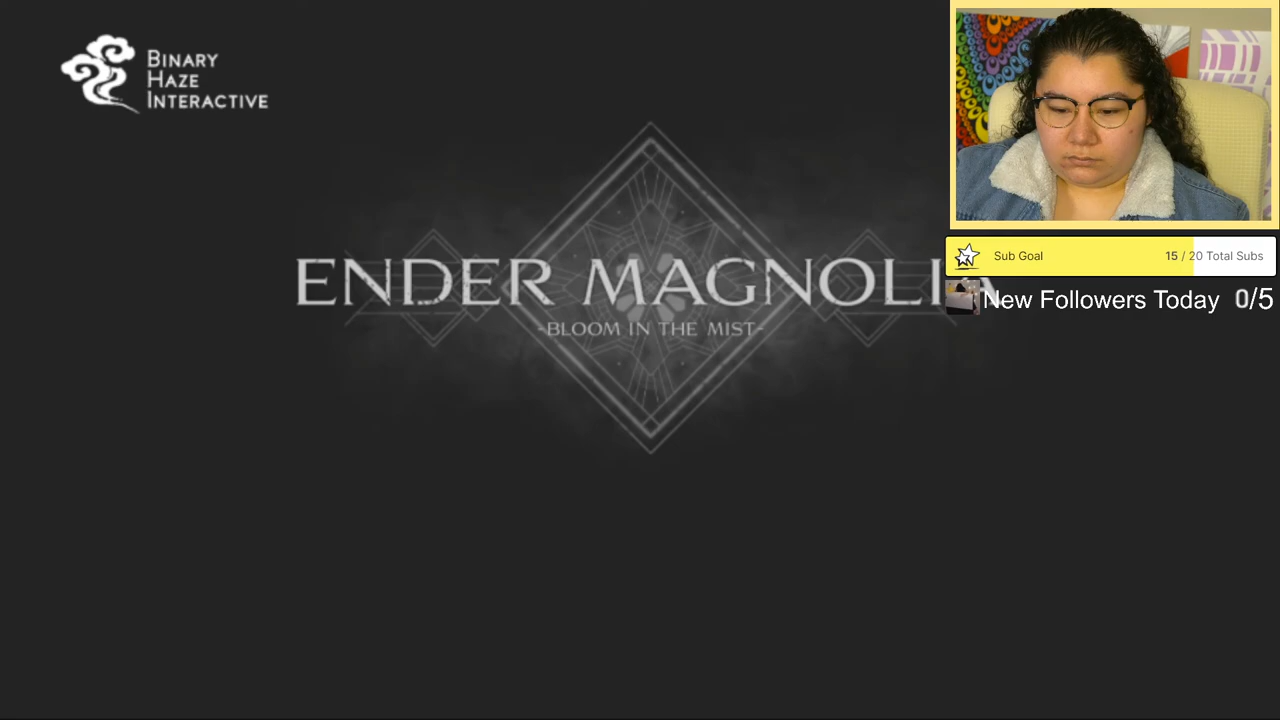 BINARY
HAZE
INTERACTIVE
ENDER MAGNOLIA
-BLOOM IN THE MIST-
Sub Goal 15 / 20 Total Subs
New Followers Today 0/5